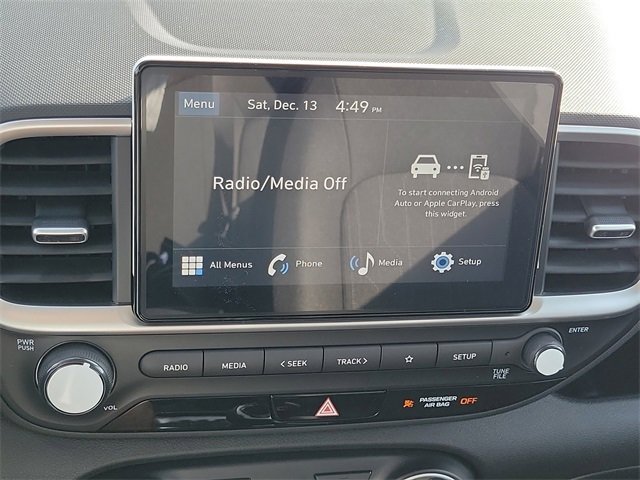 Menu Sat, Dec. 13 4:49 PM
Radio/Media Off
To start connecting Android
Auto or Apple CarPlay, press
this widget.
All Menus Phone Media Setup
PWR
PUSH
VOL
RADIO MEDIA < SEEK TRACK > SETUP
ENTER
TUNE
FILE
PASSENGER
AIR BAG OFF